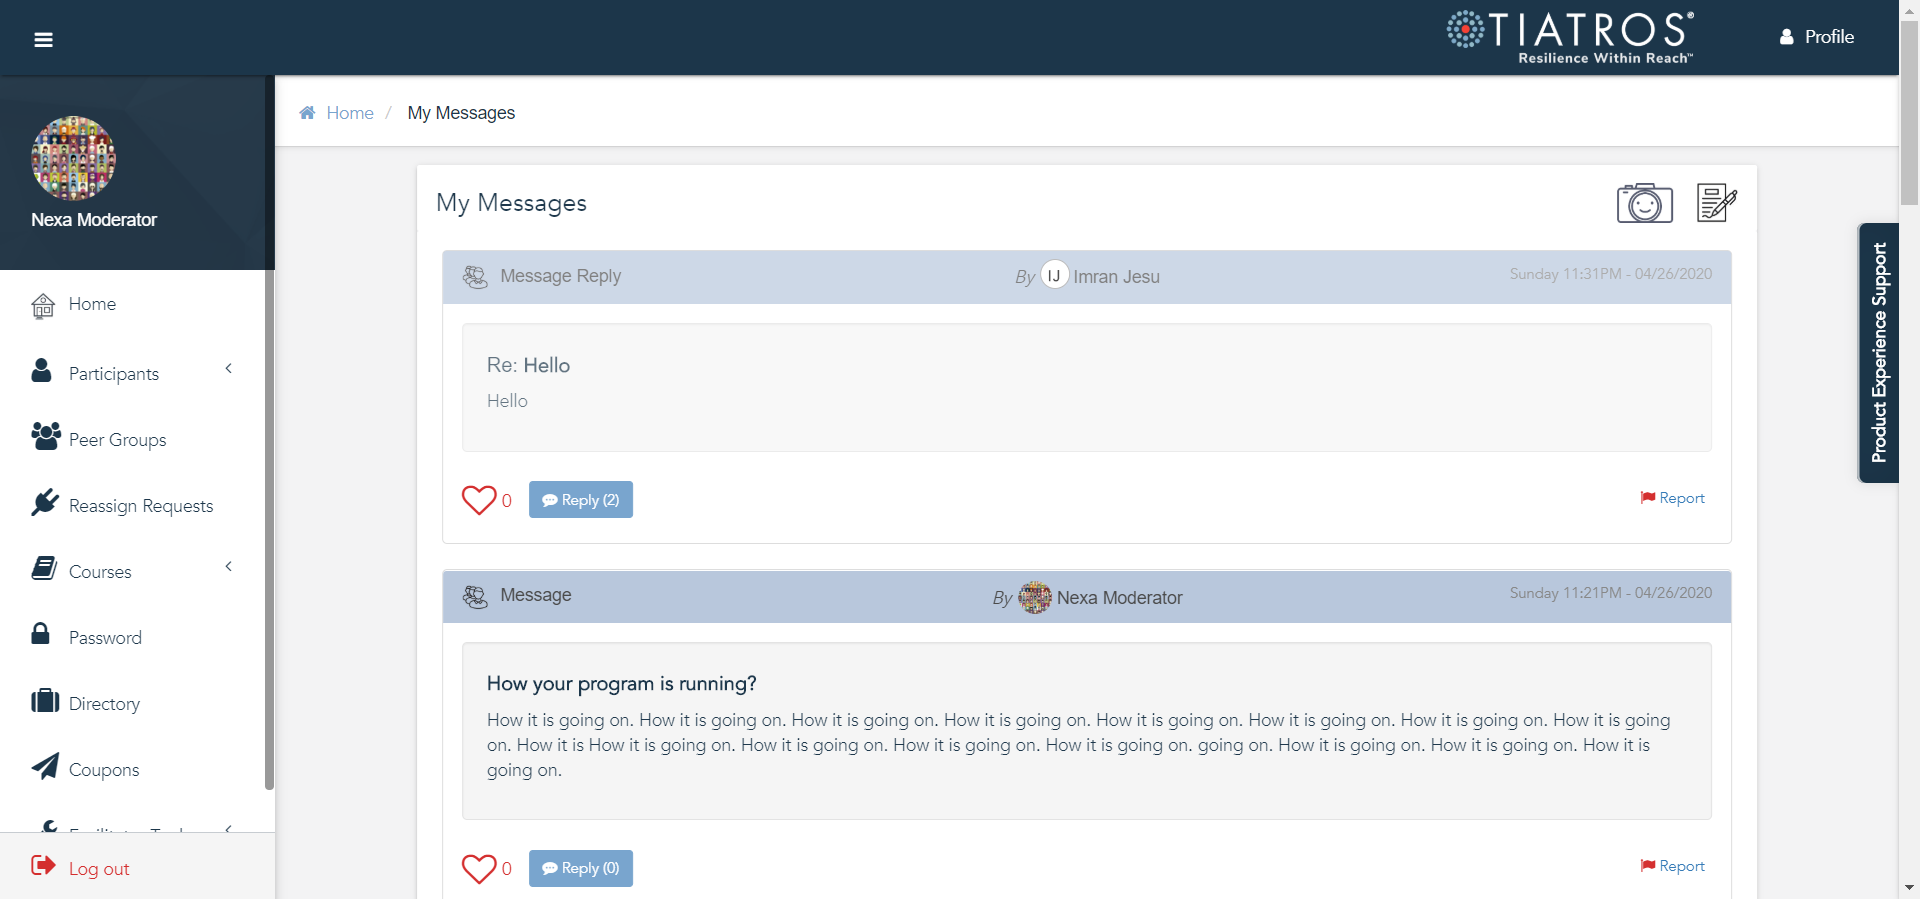 TIATROS®
Resilience Within Reach™
Profile
Nexa Moderator
Home
Participants
Peer Groups
Reassign Requests
Courses
Password
Directory
Coupons
Log out
Home / My Messages
My Messages
Message Reply
By IJ Imran Jesu
Sunday 11:31PM - 04/26/2020
Re: Hello
Hello
0
Reply (2)
Report
Message
By Nexa Moderator
Sunday 11:21PM - 04/26/2020
How your program is running?
How it is going on. How it is going on. How it is going on. How it is going on. How it is going on. How it is going on. How it is going on. How it is going
on. How it is How it is going on. How it is going on. How it is going on. How it is going on. going on. How it is going on. How it is going on. How it is
going on.
0
Reply (0)
Report
Product Experience Support